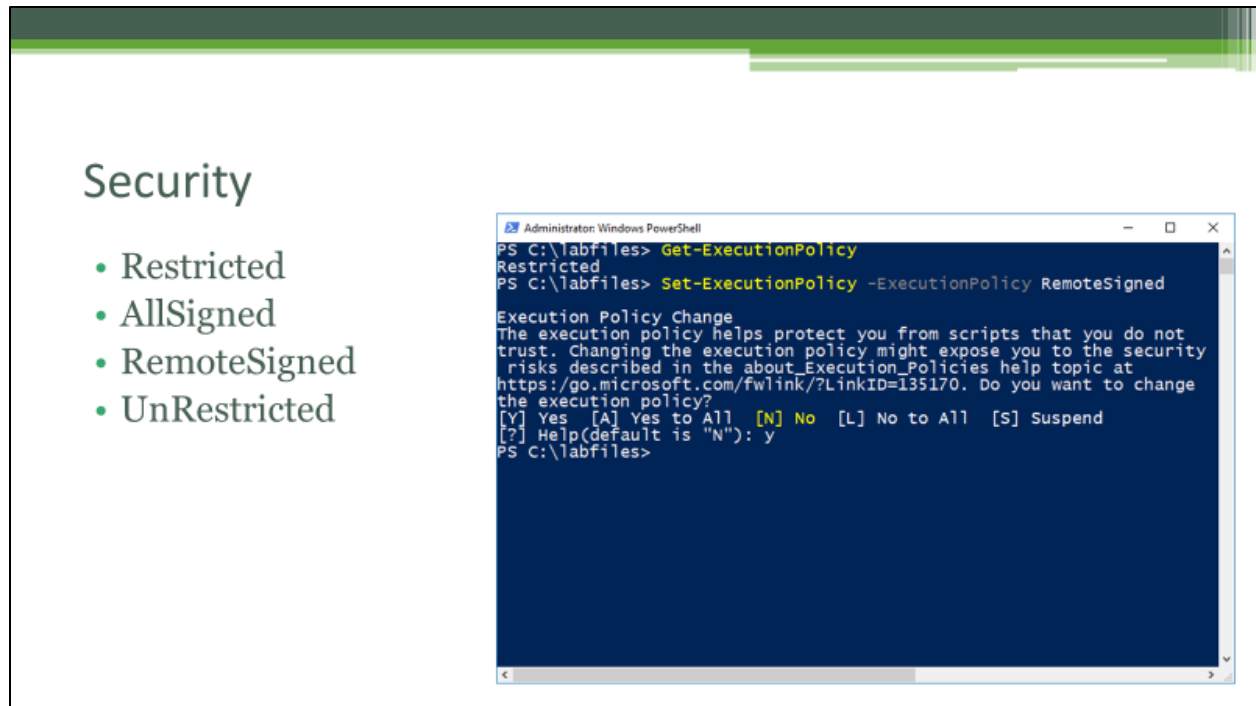 Security
• Restricted
• AllSigned
• RemoteSigned
• UnRestricted
Administrator: Windows PowerShell
PS C:\labfiles> Get-ExecutionPolicy
Restricted
PS C:\labfiles> Set-ExecutionPolicy -ExecutionPolicy RemoteSigned
Execution Policy Change
The execution policy helps protect you from scripts that you do not
trust. Changing the execution policy might expose you to the security
risks described in the about_Execution_Policies help topic at
https:/go.microsoft.com/fwlink/?LinkID=135170. Do you want to change
the execution policy?
[Y] Yes [A] Yes to All [N] No [L] No to All [S] Suspend
[?] Help(default is "N"): y
PS C:\labfiles>